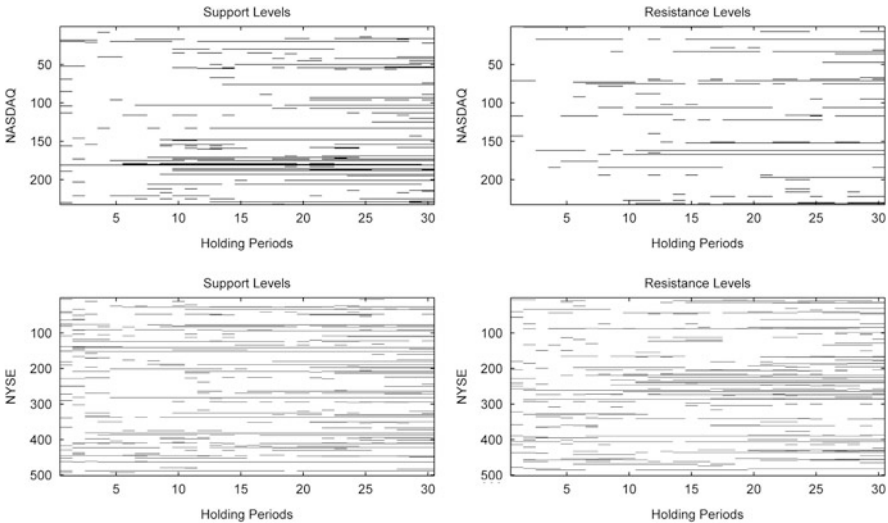 Support Levels
NASDAQ
50
100
150
200
5 10 15 20 25 30
Holding Periods
Resistance Levels
NASDAQ
50
100
150
200
5 10 15 20 25 30
Holding Periods
Support Levels
NYSE
100
200
300
400
500
5 10 15 20 25 30
Holding Periods
Resistance Levels
NYSE
100
200
300
400
500
5 10 15 20 25 30
Holding Periods